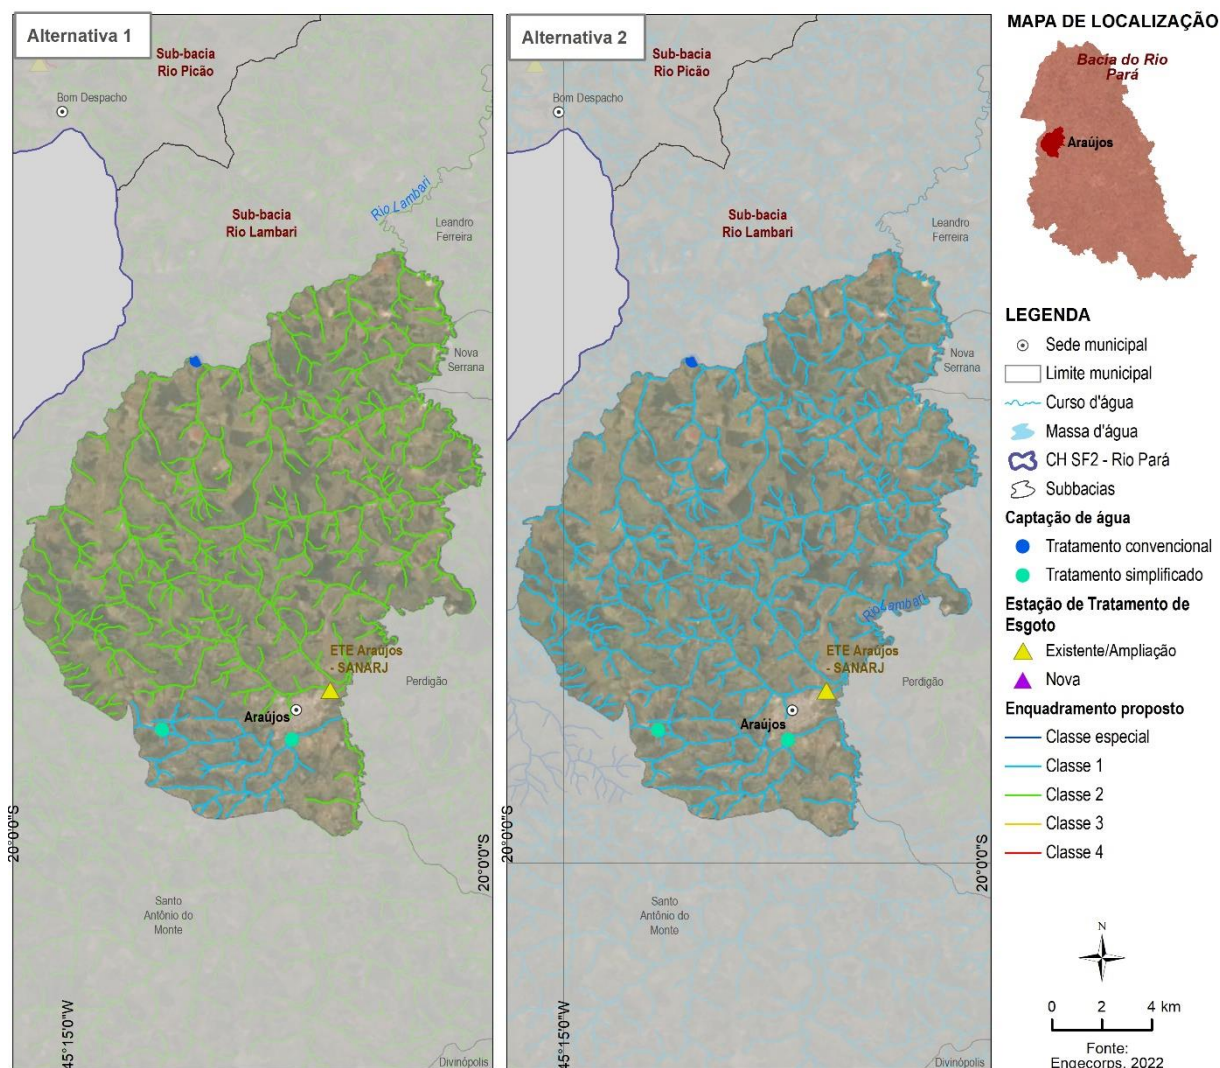 Alternativa 1
Sub-bacia
Rio Picão
Bom Despacho
Rio Lambari
Sub-bacia
Rio Lambari
Leandro
Ferreira
Nova
Serrana
ETE Araújos
- SANARJ
Perdigão
Araújos
20°0'0"S
20°0'0"S
Santo
Antônio do
Monte
45°15'0"W
Divinópolis
Alternativa 2
Sub-bacia
Rio Picão
Bom Despacho
Sub-bacia
Rio Lambari
Leandro
Ferreira
Nova
Serrana
Rio Lambari
ETE Araújos
- SANARJ
Perdigão
Araújos
20°0'0"S
20°0'0"S
Santo
Antônio do
Monte
45°15'0"W
Divinópolis
MAPA DE LOCALIZAÇÃO
Bacia do Rio
Pará
Araújos
LEGENDA
Sede municipal
Limite municipal
Curso d'água
Massa d'água
CH SF2 - Rio Pará
Subbacias
Captação de água
Tratamento convencional
Tratamento simplificado
Estação de Tratamento de
Esgoto
Existente/Ampliação
Nova
Enquadramento proposto
Classe especial
Classe 1
Classe 2
Classe 3
Classe 4
N
0 2 4 km
Fonte:
Engecorps, 2022